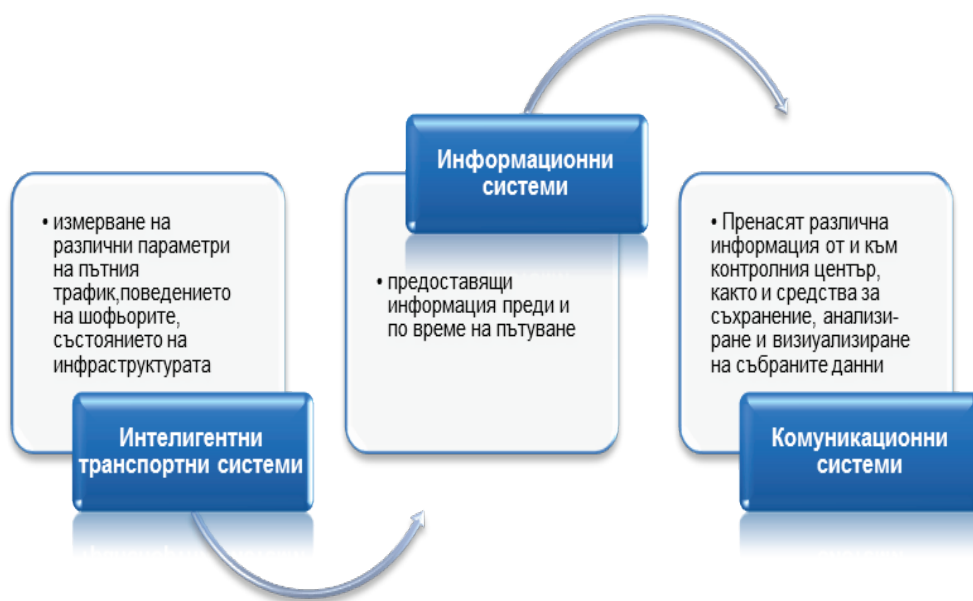 • измерване на
различни параметри
на пътния
трафик,поведението
на шофьорите,
състоянието на
инфраструктурата
Интелигентни
транспортни системи
Информационни
системи
• предоставящи
информация преди и
по време на пътуване
• Пренасят различна
информация от и към
контролния център,
както и средства за
съхранение, анализи-
ране и визиуализиране
на събраните данни
Комуникационни
системи